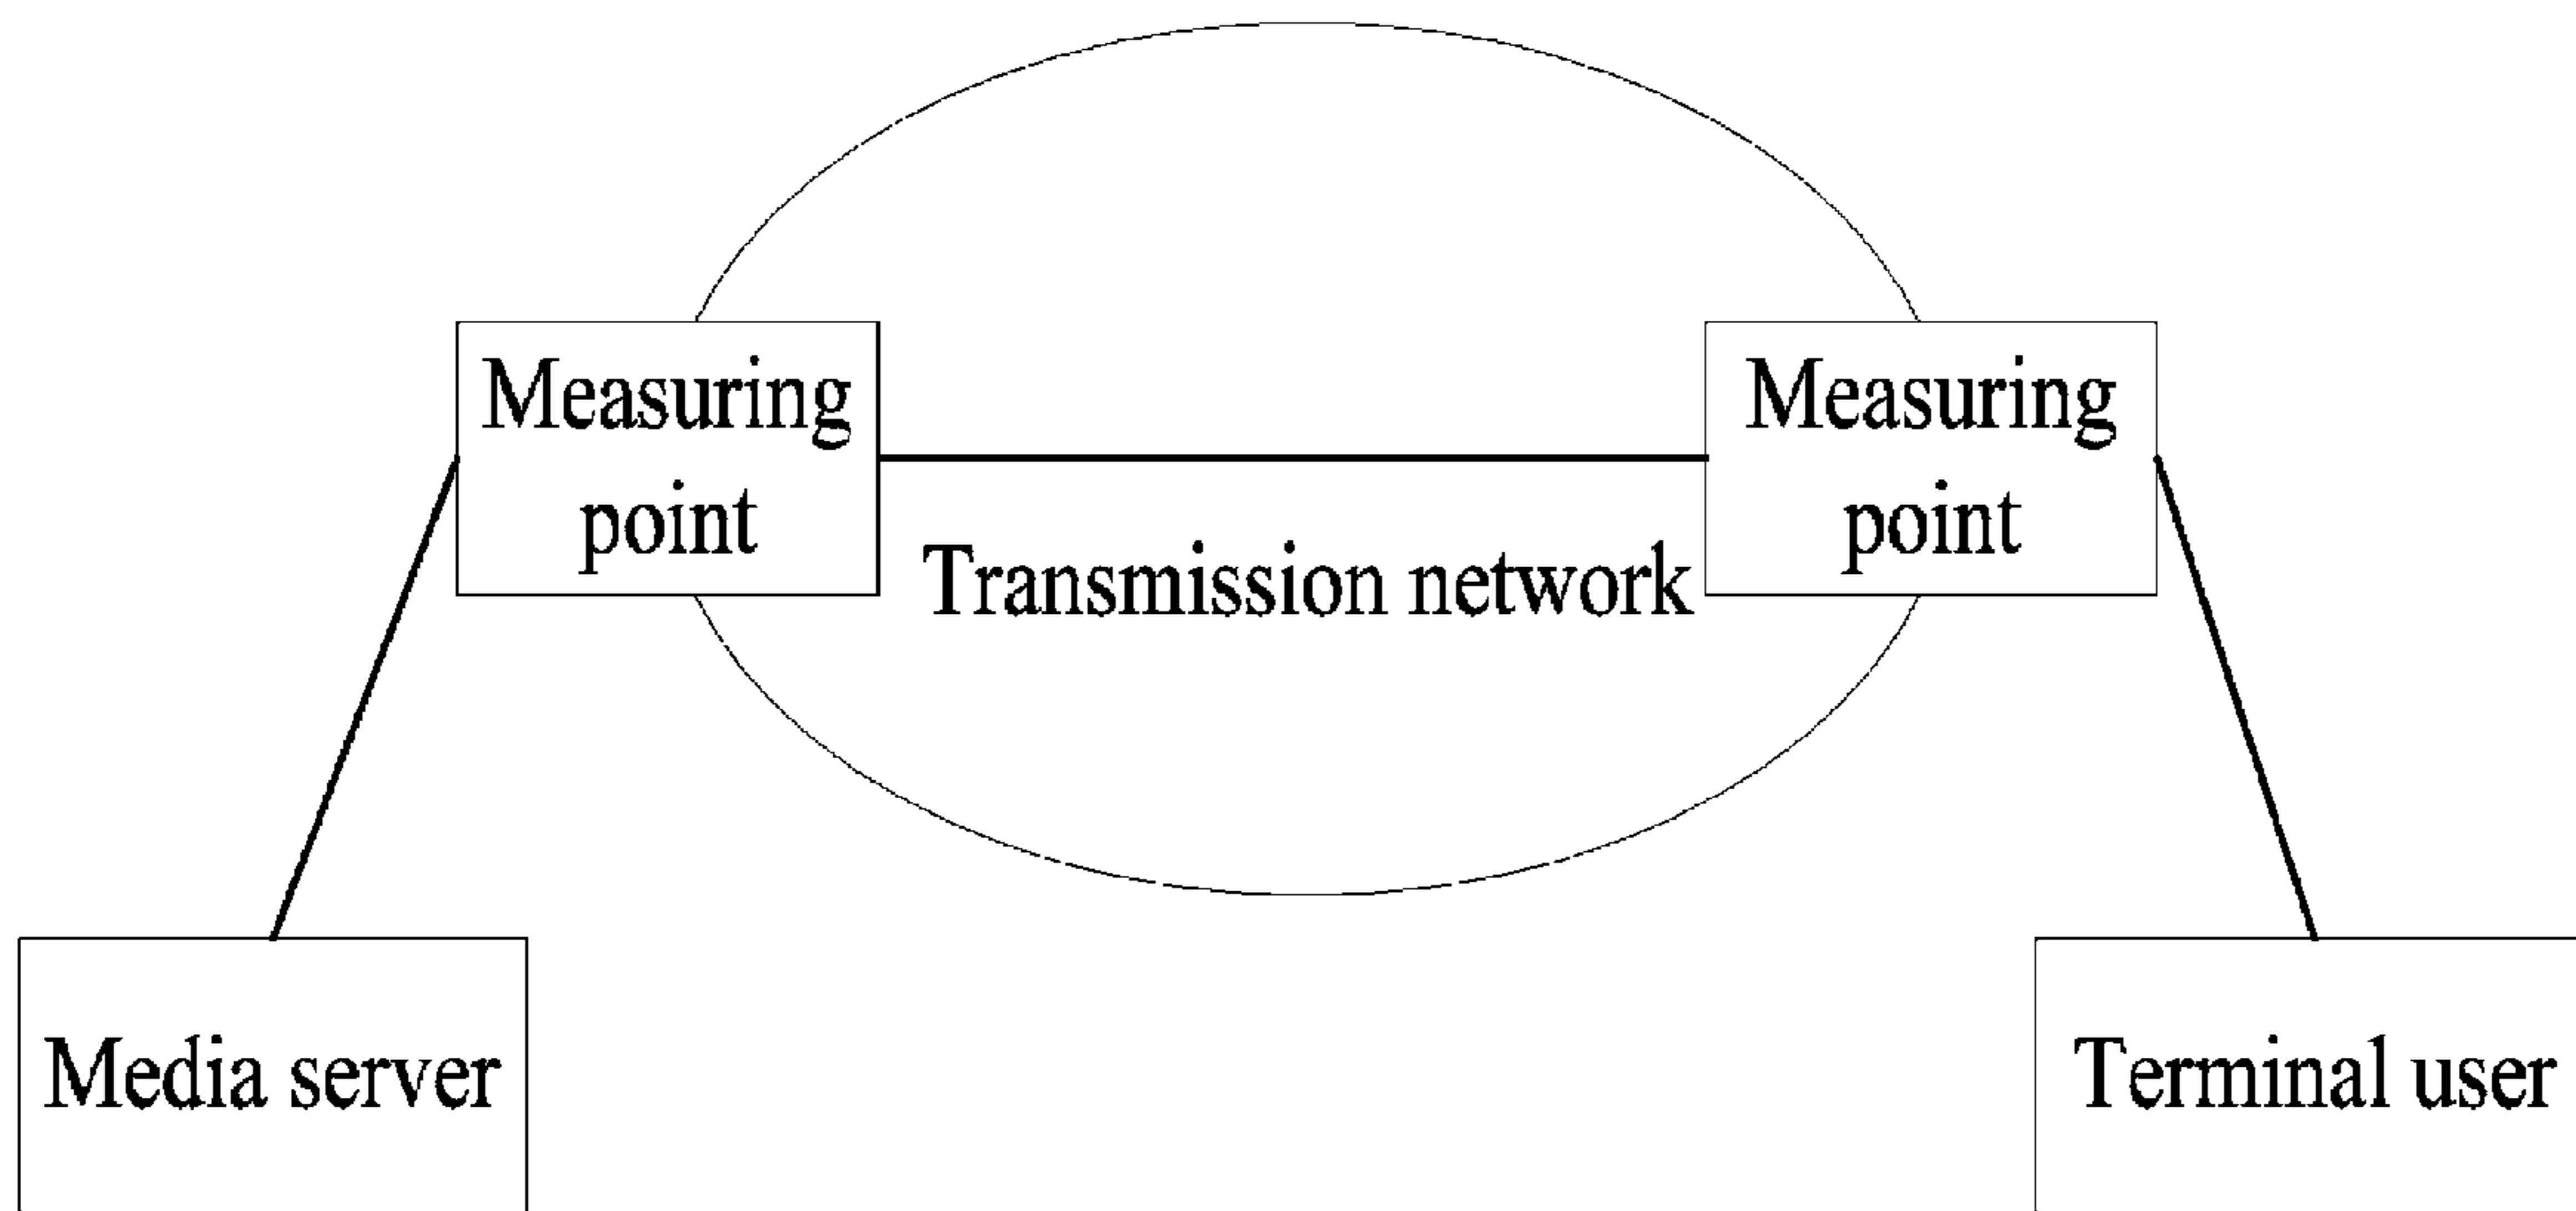 Measuring
point
Measuring
point
Transmission network
Media server
Terminal user